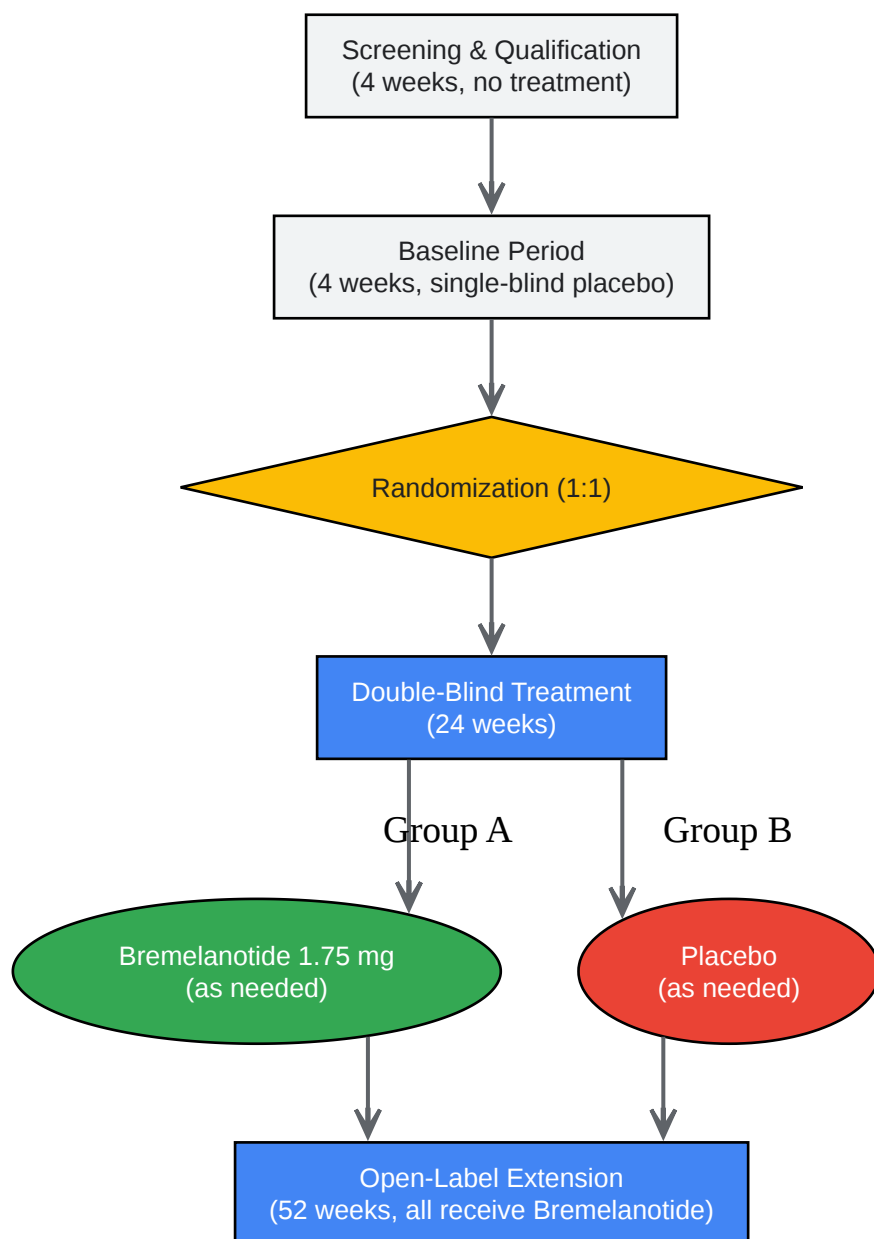 Screening & Qualification
(4 weeks, no treatment)
Baseline Period
(4 weeks, single-blind placebo)
Randomization (1:1)
Double-Blind Treatment
(24 weeks)
Group A
Group B
Bremelanotide 1.75 mg
(as needed)
Placebo
(as needed)
Open-Label Extension
(52 weeks, all receive Bremelanotide)